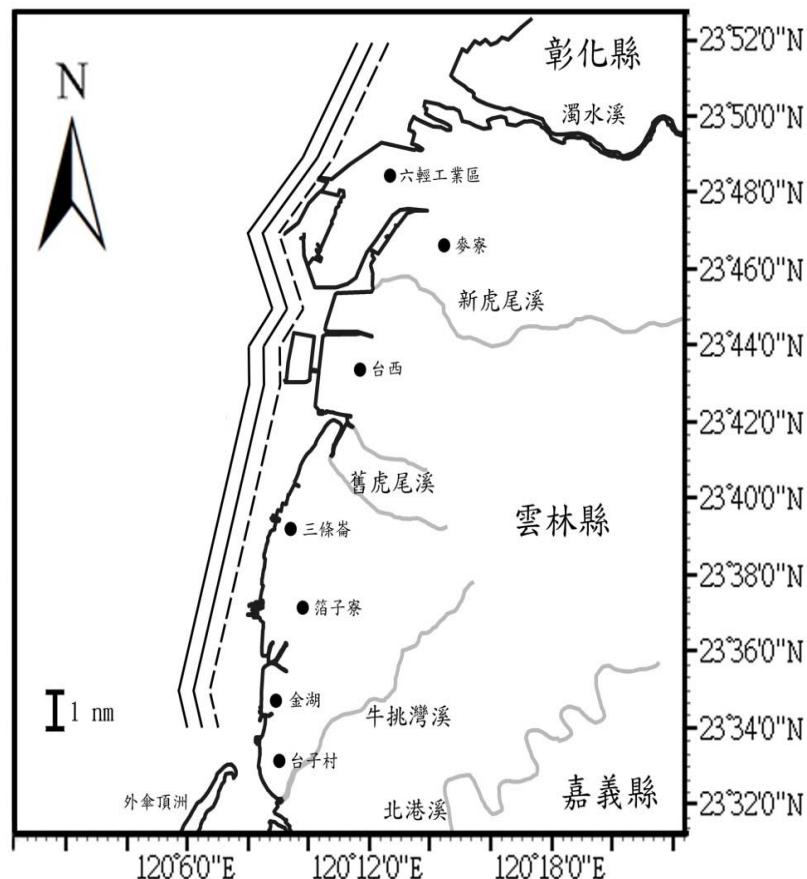 N
彰化縣
濁水溪
六輕工業區
麥寮
新虎尾溪
台西
舊虎尾溪
三條崙
雲林縣
箔子寮
金湖
1 nm
牛挑灣溪
台子村
外傘頂洲
北港溪
嘉義縣
23°52'0"N
23°50'0"N
23°48'0"N
23°46'0"N
23°44'0"N
23°42'0"N
23°40'0"N
23°38'0"N
23°36'0"N
23°34'0"N
23°32'0"N
120°6'0"E
120°12'0"E
120°18'0"E